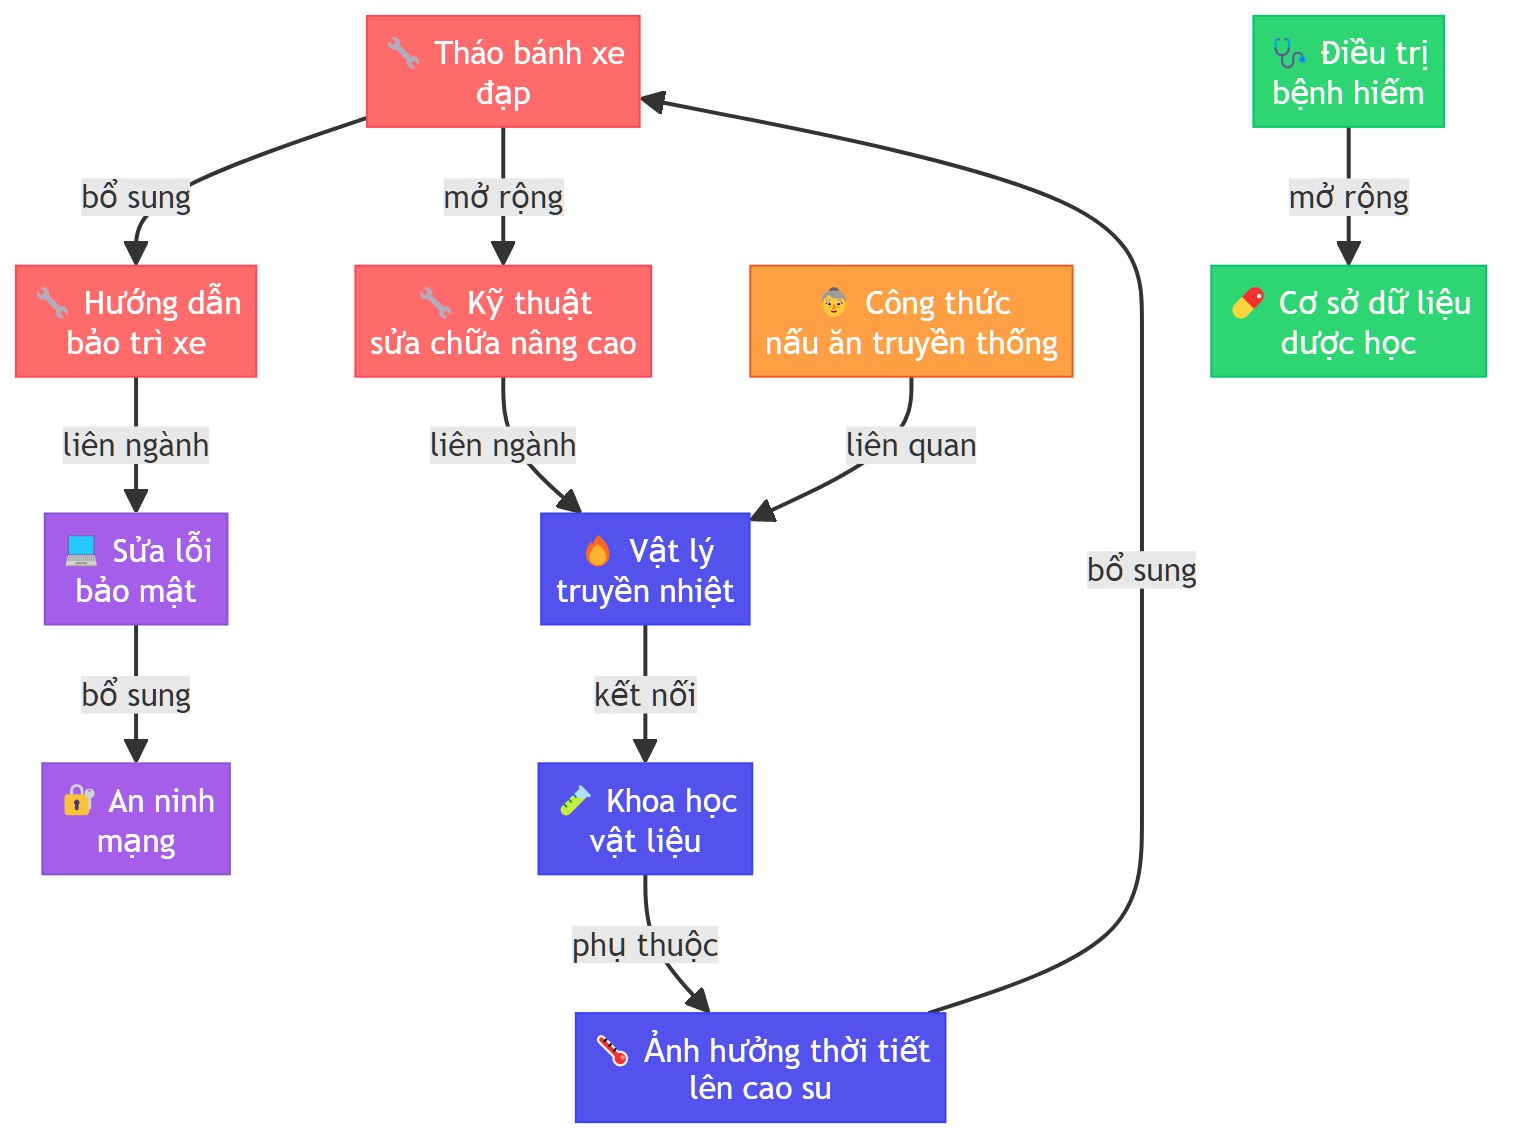 🔧 Tháo bánh xe
đạp
🩺 Điều trị
bệnh hiếm
bổ sung
mở rộng
mở rộng
🔧 Hướng dẫn
bảo trì xe
🔧 Kỹ thuật
sửa chữa nâng cao
👵 Công thức
nấu ăn truyền thống
💊 Cơ sở dữ liệu
dược học
liên ngành
liên ngành
liên quan
💻 Sửa lỗi
bảo mật
🔥 Vật lý
truyền nhiệt
bổ sung
bổ sung
kết nối
🔐 An ninh
mạng
🧪 Khoa học
vật liệu
phụ thuộc
🌡️ Ảnh hưởng thời tiết
lên cao su